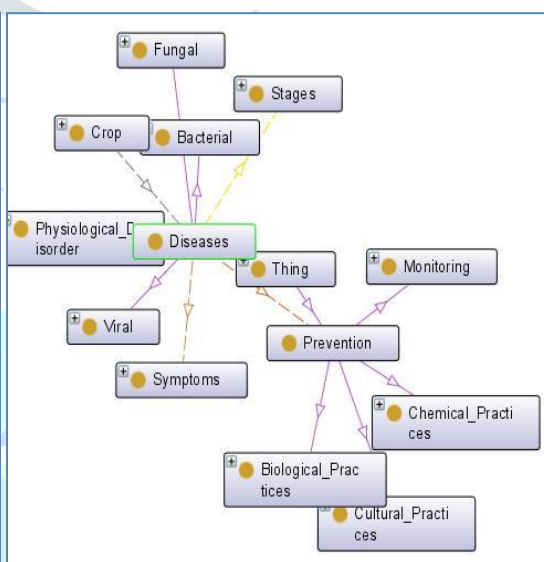 Fungal
Stages
Crop
Bacterial
Physiological_D
isorder
Diseases
Thing
Monitoring
Viral
Prevention
Symptoms
Chemical_Practi
ces
Biological_Prac
tices
Cultural_Practi
ces